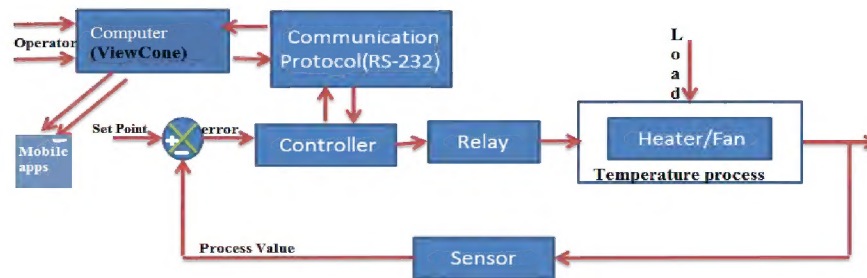 Operator
Computer
(ViewCone)
Communication
Protocol(RS-232)
Load
Mobile
apps
Set Point
+
error
−
Controller
Relay
Heater/Fan
Temperature process
Process Value
Sensor